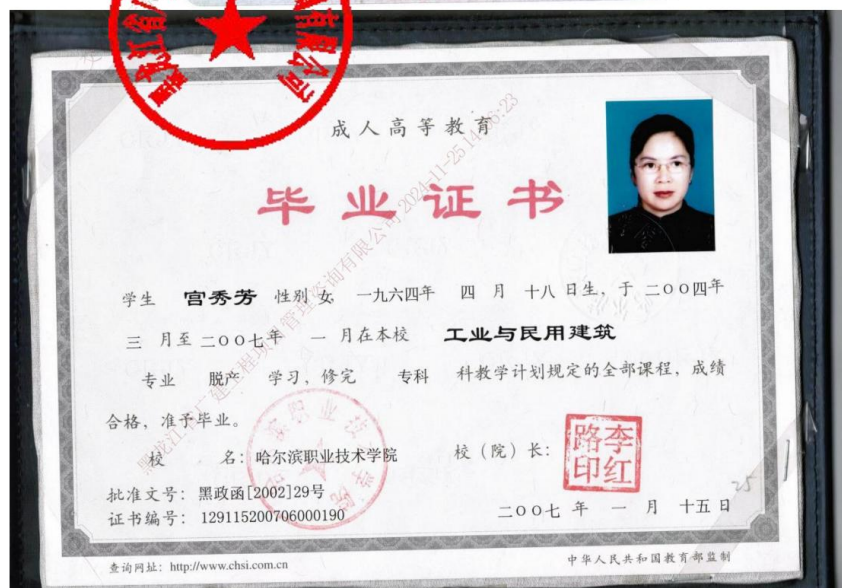 成人高等教育
毕业证书
学生 宫秀芳 性别 女 一九六四年 四 月 十八 日生，于 二〇〇四年
三 月至 二〇〇七年 一 月在本校 工业与民用建筑
专业 脱产 学习，修完 专科 科教学计划规定的全部课程，成绩
合格，准予毕业。
校 名：哈尔滨职业技术学院
校（院）长：
路李
印红
批准文号：黑政函[2002]29号
证书编号：129115200706000190
二〇〇七 年 一 月 十五 日
25
查询网址：http://www.chsi.com.cn
中华人民共和国教育部监制